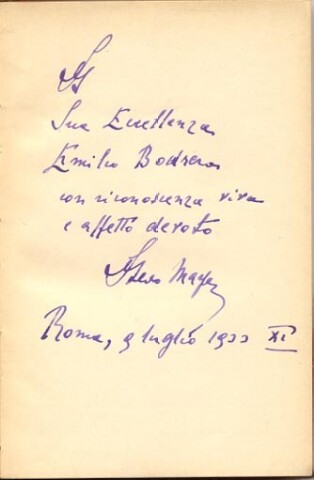 A
Sua Eccellenza
Emilio Bodrero
con riconoscenza viva
e affetto devoto
Roma, 9 luglio 1933 XI